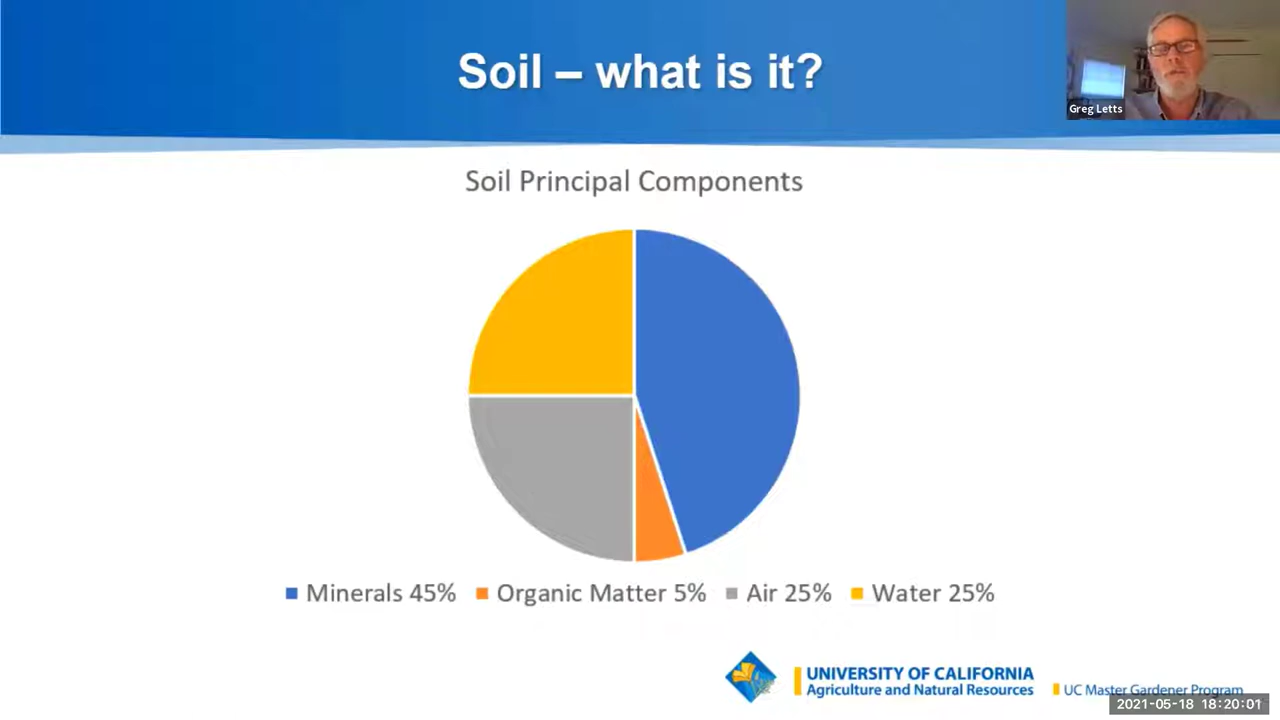 Soil – what is it?
Greg Letts
Soil Principal Components
Minerals 45% Organic Matter 5% Air 25% Water 25%
UNIVERSITY OF CALIFORNIA
Agriculture and Natural Resources
UC Master Gardener Program
2021-05-18 18:20:01